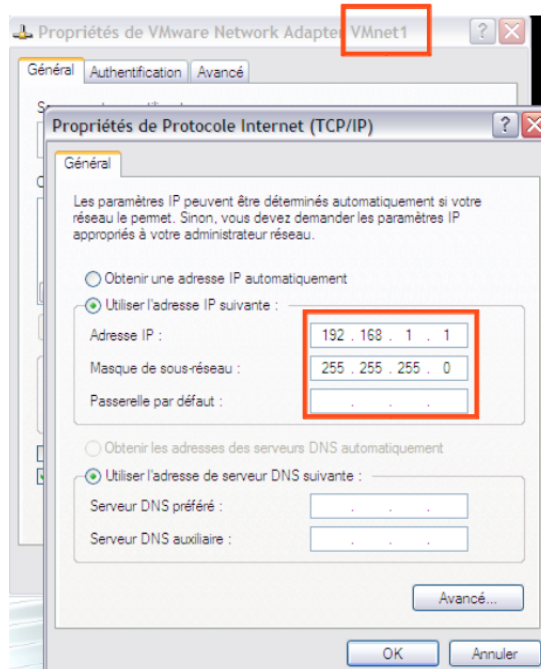 Propriétés de VMware Network Adapter VMnet1
Général Authentification Avancé
Propriétés de Protocole Internet (TCP/IP)
Général
Les paramètres IP peuvent être déterminés automatiquement si votre
réseau le permet. Sinon, vous devez demander les paramètres IP
appropriés à votre administrateur réseau.
Obtenir une adresse IP automatiquement
Utiliser l'adresse IP suivante :
Adresse IP : 192 . 168 . 1 . 1
Masque de sous-réseau : 255 . 255 . 255 . 0
Passerelle par défaut : . . .
Obtenir les adresses des serveurs DNS automatiquement
Utiliser l'adresse de serveur DNS suivante :
Serveur DNS préféré : . . .
Serveur DNS auxiliaire : . . .
Avancé...
OK Annuler